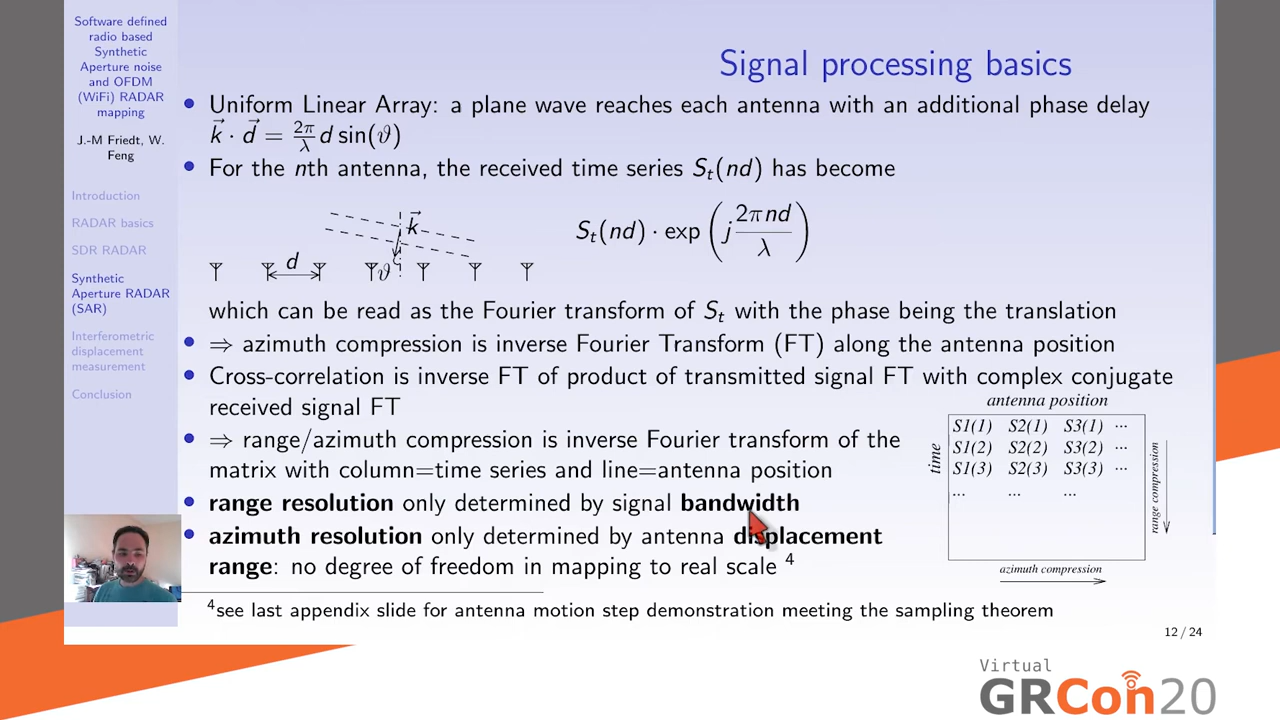 Software defined
radio based
Synthetic
Aperture noise
and OFDM
(WiFi) RADAR
mapping
J.-M Friedt, W.
Feng
Introduction
RADAR basics
SDR RADAR
Synthetic
Aperture RADAR
(SAR)
Interferometric
displacement
measurement
Conclusion
Signal processing basics
• Uniform Linear Array: a plane wave reaches each antenna with an additional phase delay
k⃗ · d⃗ = 2π/λ d sin(ϑ)
• For the nth antenna, the received time series S_t(nd) has become
k⃗
d
ϑ
S_t(nd) · exp (j 2πnd/λ)
which can be read as the Fourier transform of S_t with the phase being the translation
• ⇒ azimuth compression is inverse Fourier Transform (FT) along the antenna position
• Cross-correlation is inverse FT of product of transmitted signal FT with complex conjugate
received signal FT
• ⇒ range/azimuth compression is inverse Fourier transform of the
matrix with column=time series and line=antenna position
• range resolution only determined by signal bandwidth
• azimuth resolution only determined by antenna displacement
range: no degree of freedom in mapping to real scale 4
antenna position
time
S1(1) S2(1) S3(1) ...
S1(2) S2(2) S3(2) ...
S1(3) S2(3) S3(3) ...
... ... ...
range compression
azimuth compression
4see last appendix slide for antenna motion step demonstration meeting the sampling theorem
12 / 24
Virtual
GRCon20